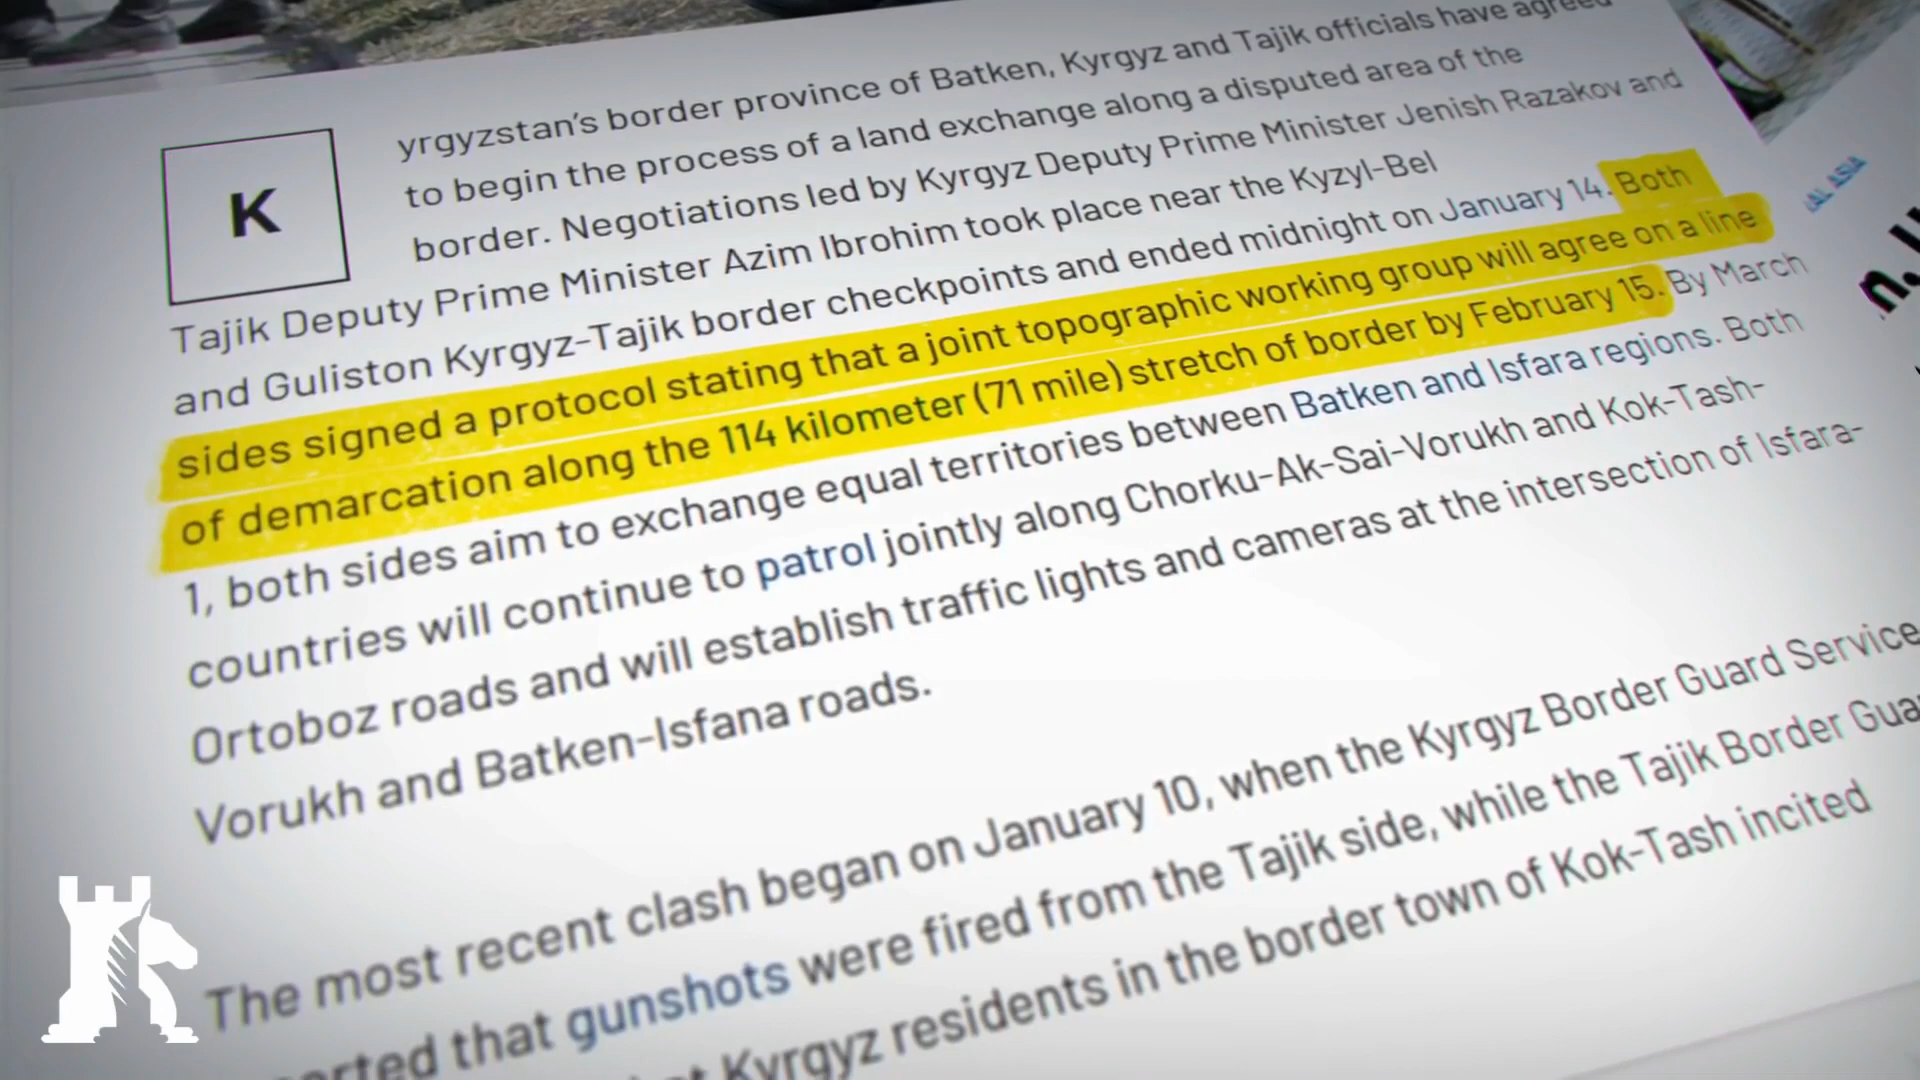 K
yrgyzstan's border province of Batken, Kyrgyz and Tajik officials have agreed
to begin the process of a land exchange along a disputed area of the
border. Negotiations led by Kyrgyz Deputy Prime Minister Jenish Razakov and
Tajik Deputy Prime Minister Azim Ibrohim took place near the Kyzyl-Bel
and Guliston Kyrgyz-Tajik border checkpoints and ended midnight on January 14. Both
sides signed a protocol stating that a joint topographic working group will agree on a line
of demarcation along the 114 kilometer (71 mile) stretch of border by February 15. By March
1, both sides aim to exchange equal territories between Batken and Isfara regions. Both
countries will continue to patrol jointly along Chorku-Ak-Sai-Vorukh and Kok-Tash-
Ortoboz roads and will establish traffic lights and cameras at the intersection of Isfara-
Vorukh and Batken-Isfana roads.
The most recent clash began on January 10, when the Kyrgyz Border Guard Service
that gunshots were fired from the Tajik side, while the Tajik Border
Kyrgyz residents in the border town of Kok-Tash incited
ASIA